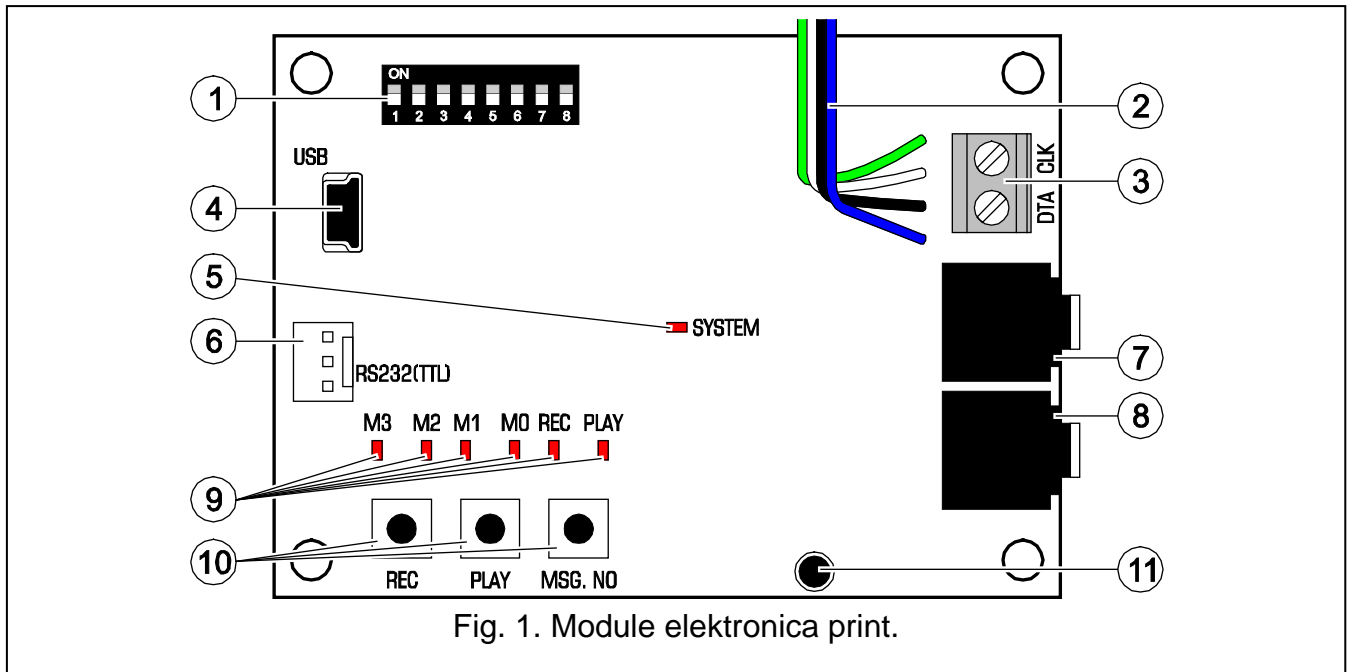 ON
1 2 3 4 5 6 7 8
1
2
USB
CLK
DTA
3
4
5
SYSTEM
6
RS232(TTL)
7
M3 M2 M1 M0 REC PLAY
8
9
10
REC PLAY MSG. NO
11
Fig. 1. Module elektronica print.